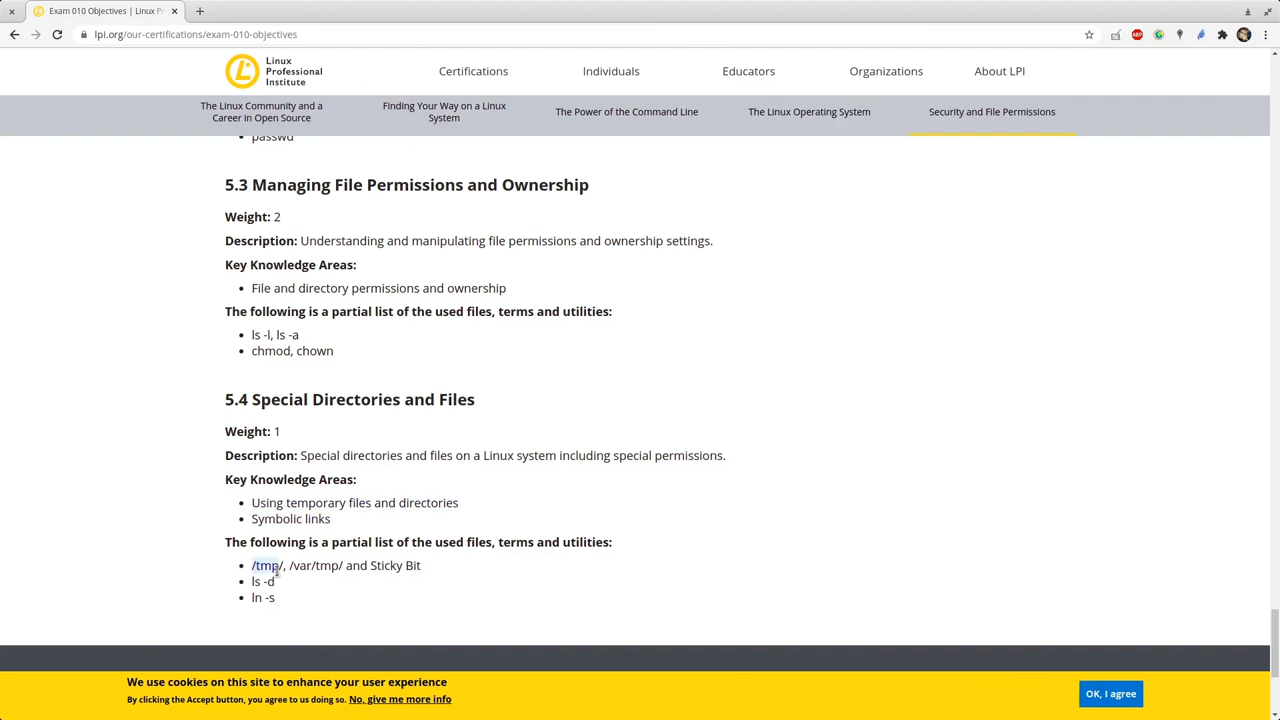 Exam 010 Objectives | Linux P
lpi.org/our-certifications/exam-010-objectives
ABP
Linux
Professional
Institute
Certifications
Individuals
Educators
Organizations
About LPI
The Linux Community and a
Career in Open Source
Finding Your Way on a Linux
System
The Power of the Command Line
The Linux Operating System
Security and File Permissions
passwd
5.3 Managing File Permissions and Ownership
Weight: 2
Description: Understanding and manipulating file permissions and ownership settings.
Key Knowledge Areas:
• File and directory permissions and ownership
The following is a partial list of the used files, terms and utilities:
• ls -l, ls -a
• chmod, chown
5.4 Special Directories and Files
Weight: 1
Description: Special directories and files on a Linux system including special permissions.
Key Knowledge Areas:
• Using temporary files and directories
• Symbolic links
The following is a partial list of the used files, terms and utilities:
• /tmp/, /var/tmp/ and Sticky Bit
• ls -d
• ln -s
We use cookies on this site to enhance your user experience
By clicking the Accept button, you agree to us doing so. No, give me more info
OK, I agree